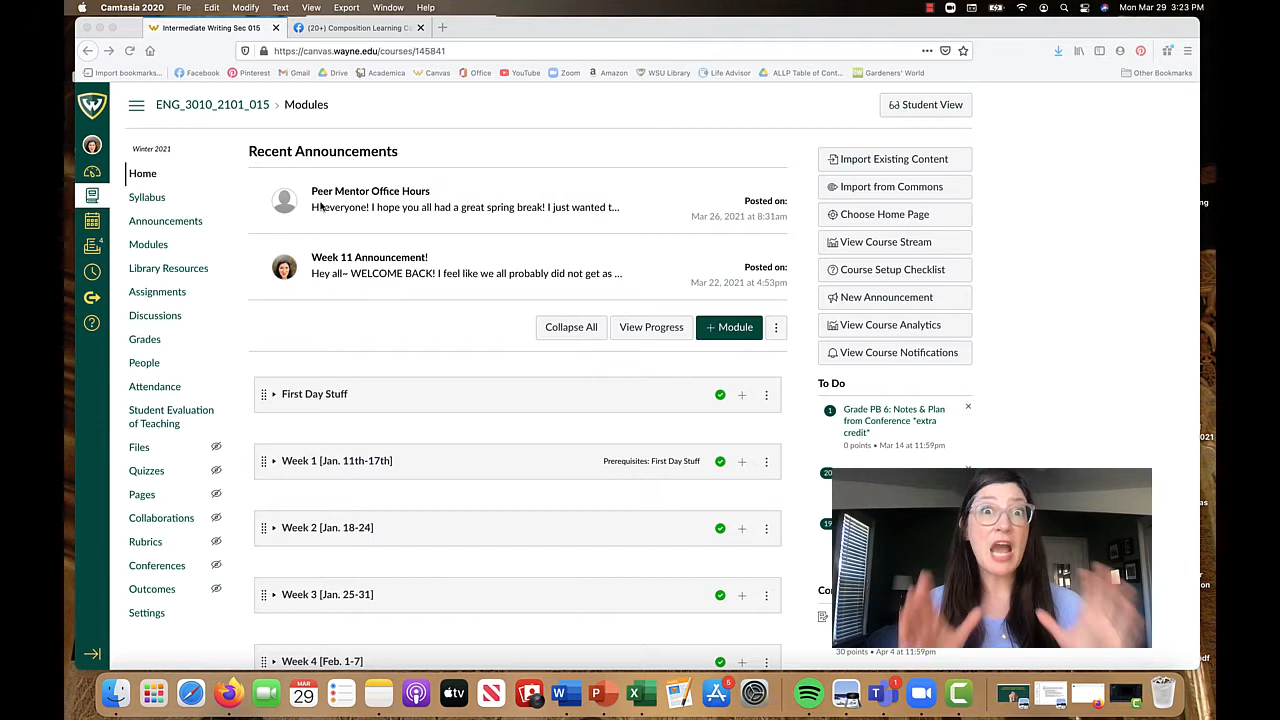 Camtasia 2020 File Edit Text View Export Window Help Mon Mar 29 3:23 PM
Intermediate Writing Sec 015
(20+) Composition Learning C
https://canvas.wayne.edu/courses/145841
Import bookmarks... Facebook Pinterest Gmail Drive Academica Canvas Office YouTube Zoom Amazon WSU Library Life Advisor ALLP Table of Cont... Gardeners' World Other Bookmarks
ENG_3010_2101_015 › Modules
Student View
Winter 2021
Home
Syllabus
Announcements
Modules
Library Resources
Assignments
Discussions
Grades
People
Attendance
Student Evaluation
of Teaching
Files
Quizzes
Pages
Collaborations
Rubrics
Conferences
Outcomes
Settings
4
Recent Announcements
Peer Mentor Office Hours
Hi everyone! I hope you all had a great spring break! I just wanted t...
Posted on:
Mar 26, 2021 at 8:31am
Week 11 Announcement!
Hey all~ WELCOME BACK! I feel like we all probably did not get as ...
Posted on:
Mar 22, 2021 at 4:53pm
Collapse All
View Progress
+ Module
First Day Stuff
Week 1 [Jan. 11th-17th]
Prerequisites: First Day Stuff
Week 2 [Jan. 18-24]
Week 3 [Jan. 25-31]
Week 4 [Feb. 1-7]
Import Existing Content
Import from Commons
Choose Home Page
View Course Stream
Course Setup Checklist
New Announcement
View Course Analytics
View Course Notifications
To Do
1
Grade PB 6: Notes & Plan
from Conference *extra
credit*
0 points • Mar 14 at 11:59pm
20
19
30 points • Apr 4 at 11:59pm
MAR
29
6
1